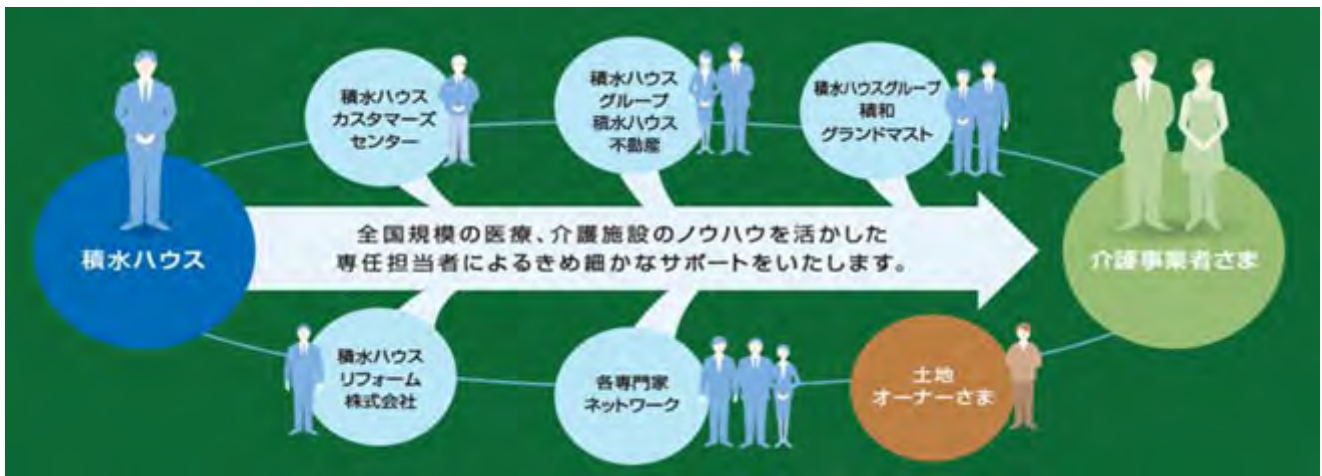 積水ハウス
カスタマーズ
センター
積水ハウス
グループ
積水ハウス
不動産
積水ハウスグループ
積和
グランドマスト
積水ハウス
全国規模の医療、介護施設のノウハウを活かした
専任担当者によるきめ細かなサポートをいたします。
介護事業者さま
積水ハウス
リフォーム
株式会社
各専門家
ネットワーク
土地
オーナーさま